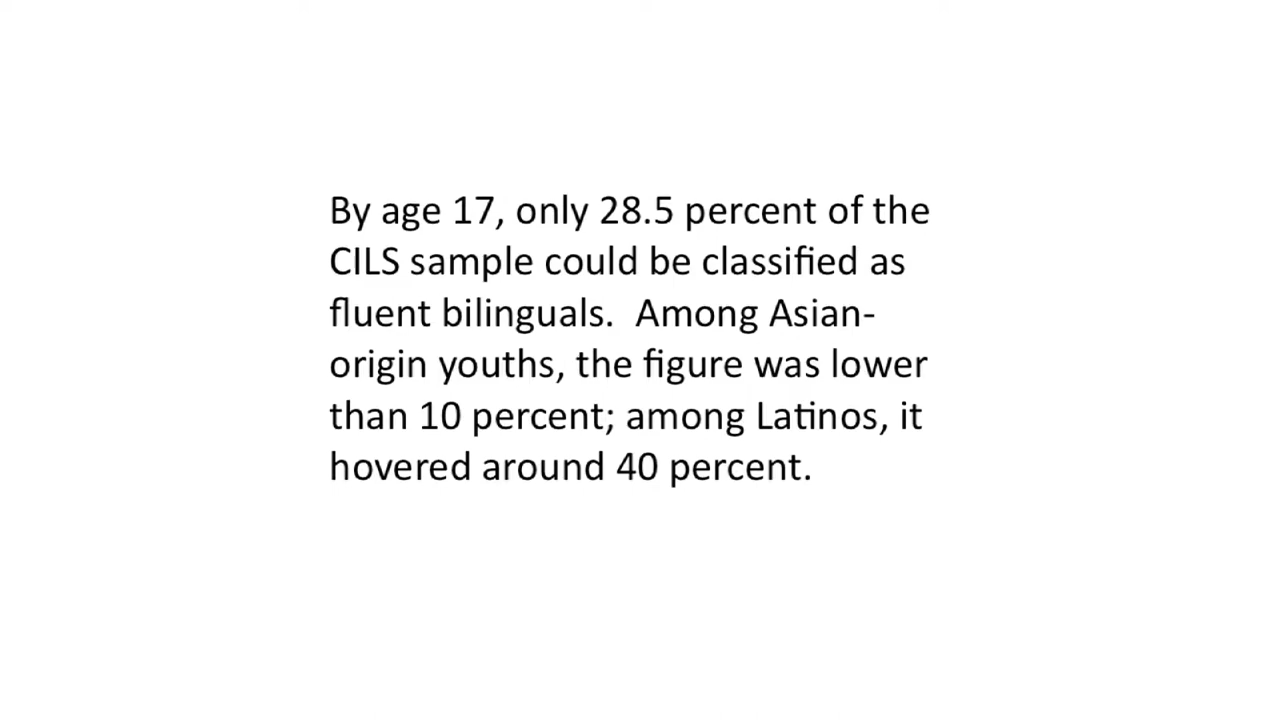 By age 17, only 28.5 percent of the
CILS sample could be classified as
fluent bilinguals.  Among Asian-
origin youths, the figure was lower
than 10 percent; among Latinos, it
hovered around 40 percent.